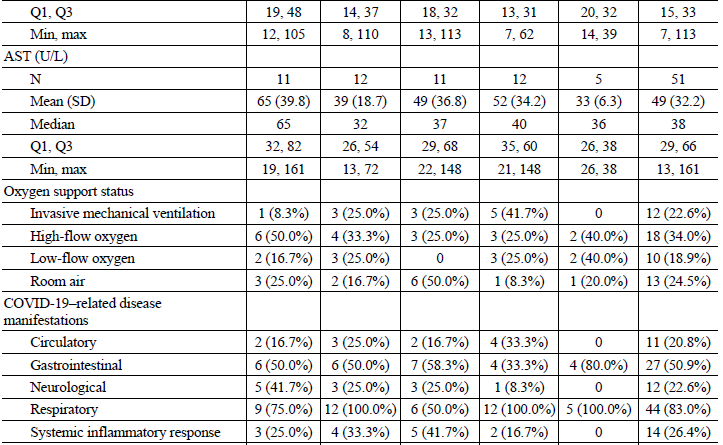 Q1, Q3 19, 48 14, 37 18, 32 13, 31 20, 32 15, 33
Min, max 12, 105 8, 110 13, 113 7, 62 14, 39 7, 113
AST (U/L)
N 11 12 11 12 5 51
Mean (SD) 65 (39.8) 39 (18.7) 49 (36.8) 52 (34.2) 33 (6.3) 49 (32.2)
Median 65 32 37 40 36 38
Q1, Q3 32, 82 26, 54 29, 68 35, 60 26, 38 29, 66
Min, max 19, 161 13, 72 22, 148 21, 148 26, 38 13, 161
Oxygen support status
Invasive mechanical ventilation 1 (8.3%) 3 (25.0%) 3 (25.0%) 5 (41.7%) 0 12 (22.6%)
High-flow oxygen 6 (50.0%) 4 (33.3%) 3 (25.0%) 3 (25.0%) 2 (40.0%) 18 (34.0%)
Low-flow oxygen 2 (16.7%) 3 (25.0%) 0 3 (25.0%) 2 (40.0%) 10 (18.9%)
Room air 3 (25.0%) 2 (16.7%) 6 (50.0%) 1 (8.3%) 1 (20.0%) 13 (24.5%)
COVID-19–related disease
manifestations
Circulatory 2 (16.7%) 3 (25.0%) 2 (16.7%) 4 (33.3%) 0 11 (20.8%)
Gastrointestinal 6 (50.0%) 6 (50.0%) 7 (58.3%) 4 (33.3%) 4 (80.0%) 27 (50.9%)
Neurological 5 (41.7%) 3 (25.0%) 3 (25.0%) 1 (8.3%) 0 12 (22.6%)
Respiratory 9 (75.0%) 12 (100.0%) 6 (50.0%) 12 (100.0%) 5 (100.0%) 44 (83.0%)
Systemic inflammatory response 3 (25.0%) 4 (33.3%) 5 (41.7%) 2 (16.7%) 0 14 (26.4%)